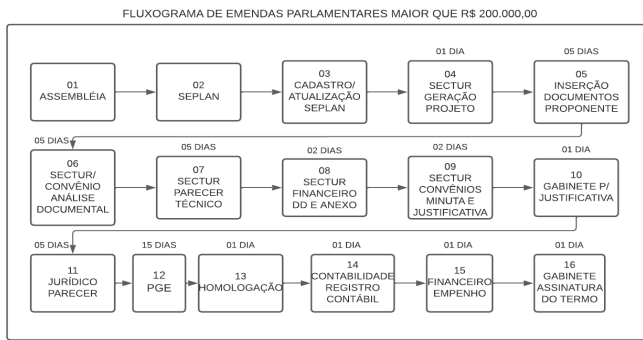 FLUXOGRAMA DE EMENDAS PARLAMENTARES MAIOR QUE R$ 200.000,00
01
ASSEMBLÉIA
02
SEPLAN
03
CADASTRO/
ATUALIZAÇÃO
SEPLAN
01 DIA
04
SECTUR
GERAÇÃO
PROJETO
05 DIAS
05
INSERÇÃO
DOCUMENTOS
PROPONENTE
05 DIAS
06
SECTUR/
CONVÊNIO
ANÁLISE
DOCUMENTAL
05 DIAS
07
SECTUR
PARECER
TÉCNICO
02 DIAS
08
SECTUR
FINANCEIRO
DD E ANEXO
02 DIAS
09
SECTUR
CONVÊNIOS
MINUTA E
JUSTIFICATIVA
01 DIA
10
GABINETE P/
JUSTIFICATIVA
05 DIAS
11
JURÍDICO
PARECER
15 DIAS
12
PGE
01 DIA
13
HOMOLOGAÇÃO
01 DIA
14
CONTABILIDADE
REGISTRO
CONTÁBIL
01 DIA
15
FINANCEIRO
EMPENHO
01 DIA
16
GABINETE
ASSINATURA
DO TERMO